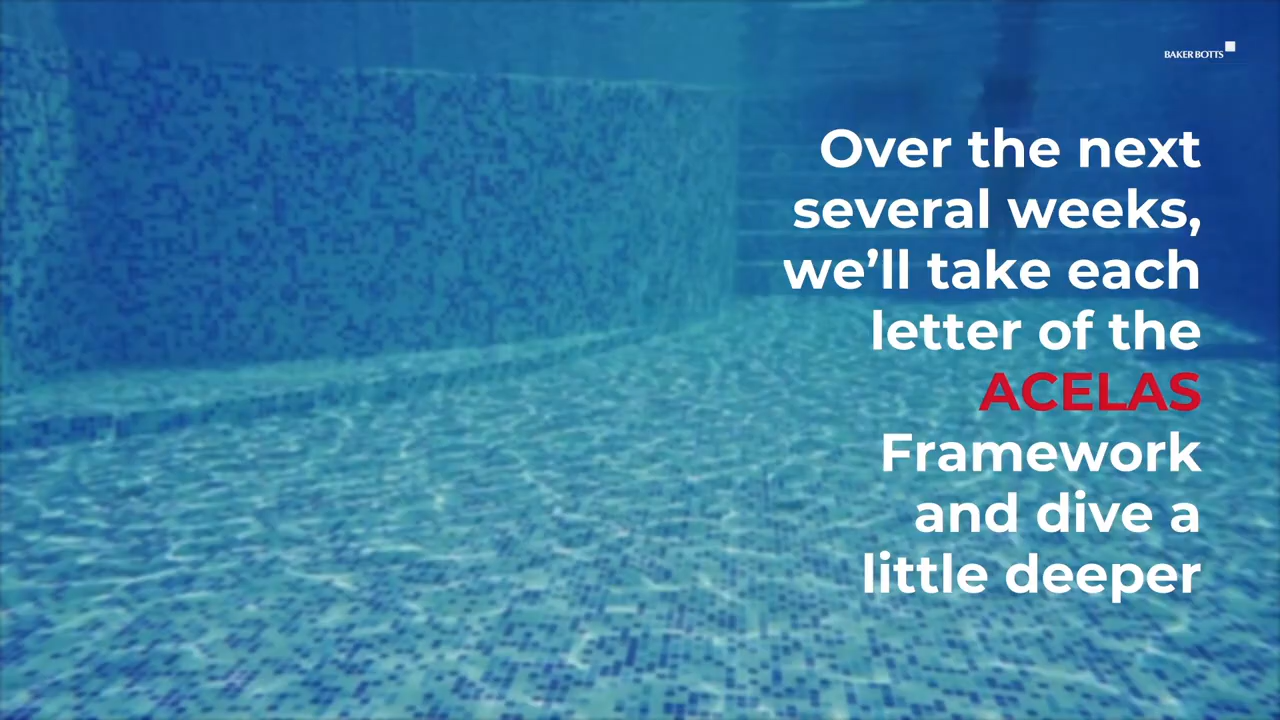 BAKER BOTTS
Over the next
several weeks,
we’ll take each
letter of the
ACELAS
Framework
and dive a
little deeper